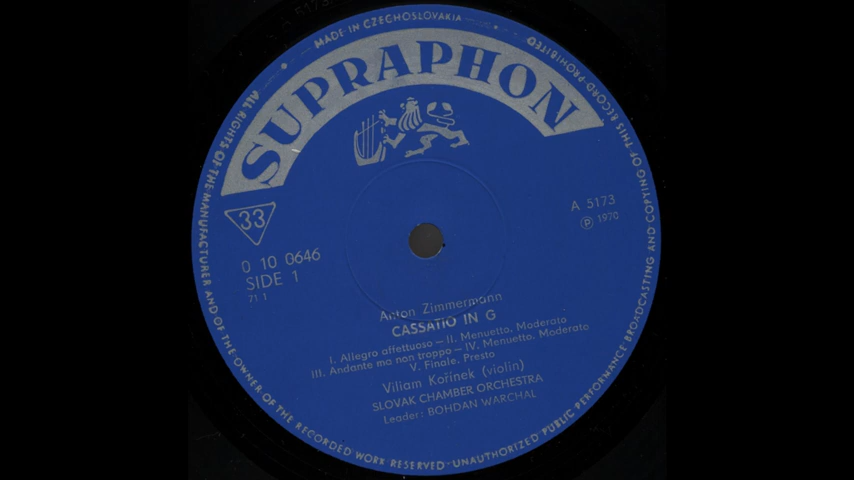 MADE IN CZECHOSLOVAKIA
SUPRAPHON
ALL RIGHTS OF THE MANUFACTURER AND OF THE OWNER OF THE RECORDED WORK RESERVED-UNAUTHORIZED PUBLIC PERFORMANCE BROADCASTING AND COPYING OF THIS RECORD PROHIBITED
33
A 5173
℗ 1970
0 10 0646
SIDE 1
71 1
Anton Zimmermann
CASSATIO IN G
I. Allegro affettuoso – II. Menuetto, Moderato
III. Andante ma non troppo – IV. Menuetto, Moderato
V. Finale, Presto
Viliam Kořínek (violin)
SLOVAK CHAMBER ORCHESTRA
Leader: BOHDAN WARCHAL